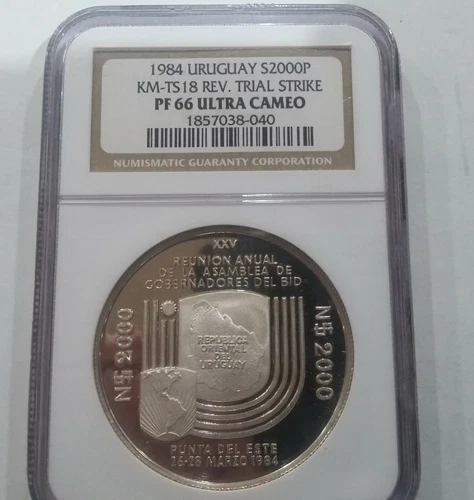 1984 URUGUAY S2000P
KM-TS18 REV. TRIAL STRIKE
PF 66 ULTRA CAMEO
1857038-040
NUMISMATIC GUARANTY CORPORATION
XXV
REUNION ANUAL
DE LA ASAMBLEA DE
GOBERNADORES DEL BID
N$ 2000
REPUBLICA
ORIENTAL
DEL
URUGUAY
N$ 2000
PUNTA DEL ESTE
26-28 MARZO 1984